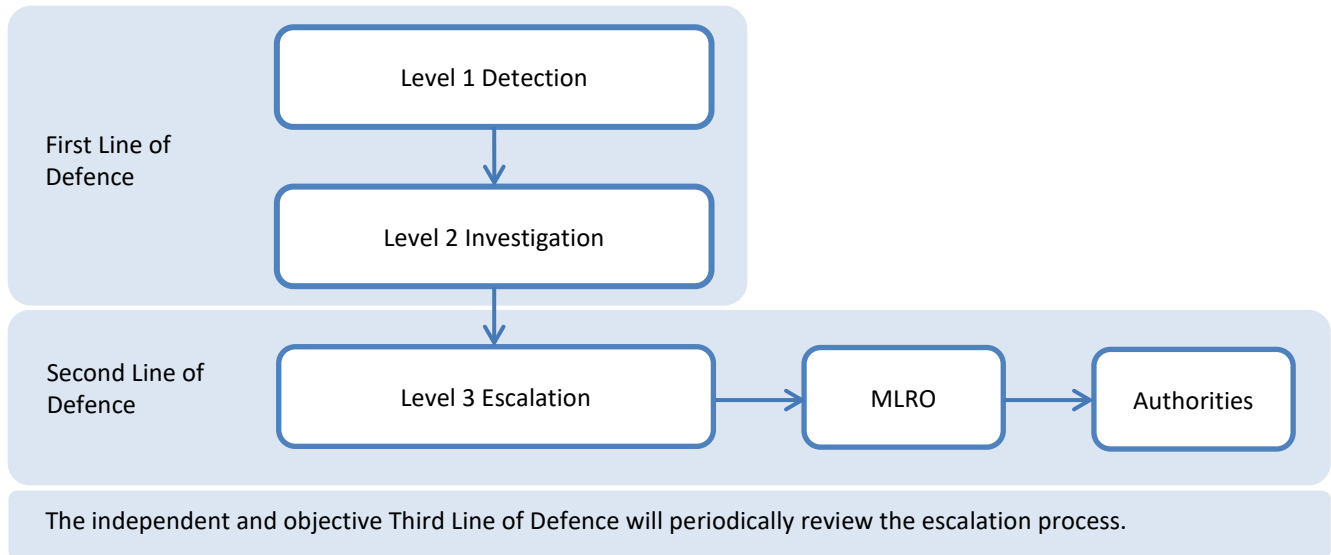 Level 1 Detection
First Line of
Defence
Level 2 Investigation
Second Line of
Defence
Level 3 Escalation
MLRO
Authorities
The independent and objective Third Line of Defence will periodically review the escalation process.